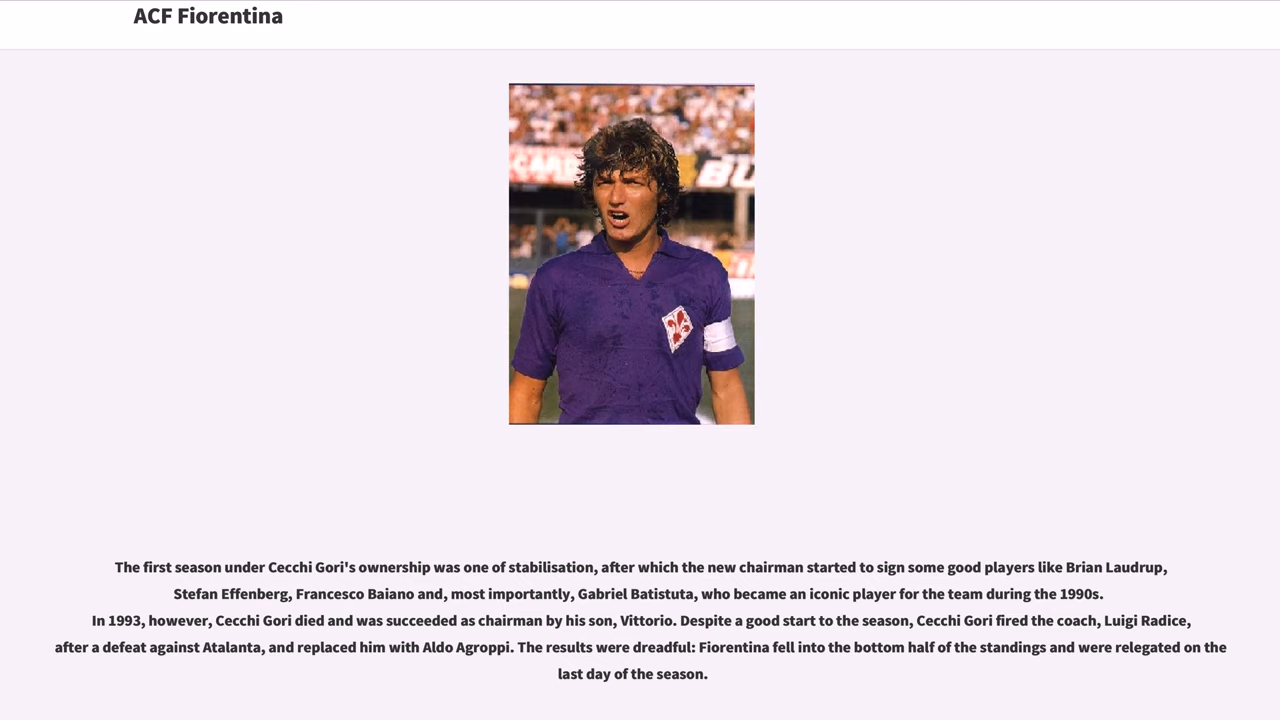 ACF Fiorentina
The first season under Cecchi Gori's ownership was one of stabilisation, after which the new chairman started to sign some good players like Brian Laudrup,
Stefan Effenberg, Francesco Baiano and, most importantly, Gabriel Batistuta, who became an iconic player for the team during the 1990s.
In 1993, however, Cecchi Gori died and was succeeded as chairman by his son, Vittorio. Despite a good start to the season, Cecchi Gori fired the coach, Luigi Radice,
after a defeat against Atalanta, and replaced him with Aldo Agroppi. The results were dreadful: Fiorentina fell into the bottom half of the standings and were relegated on the
last day of the season.